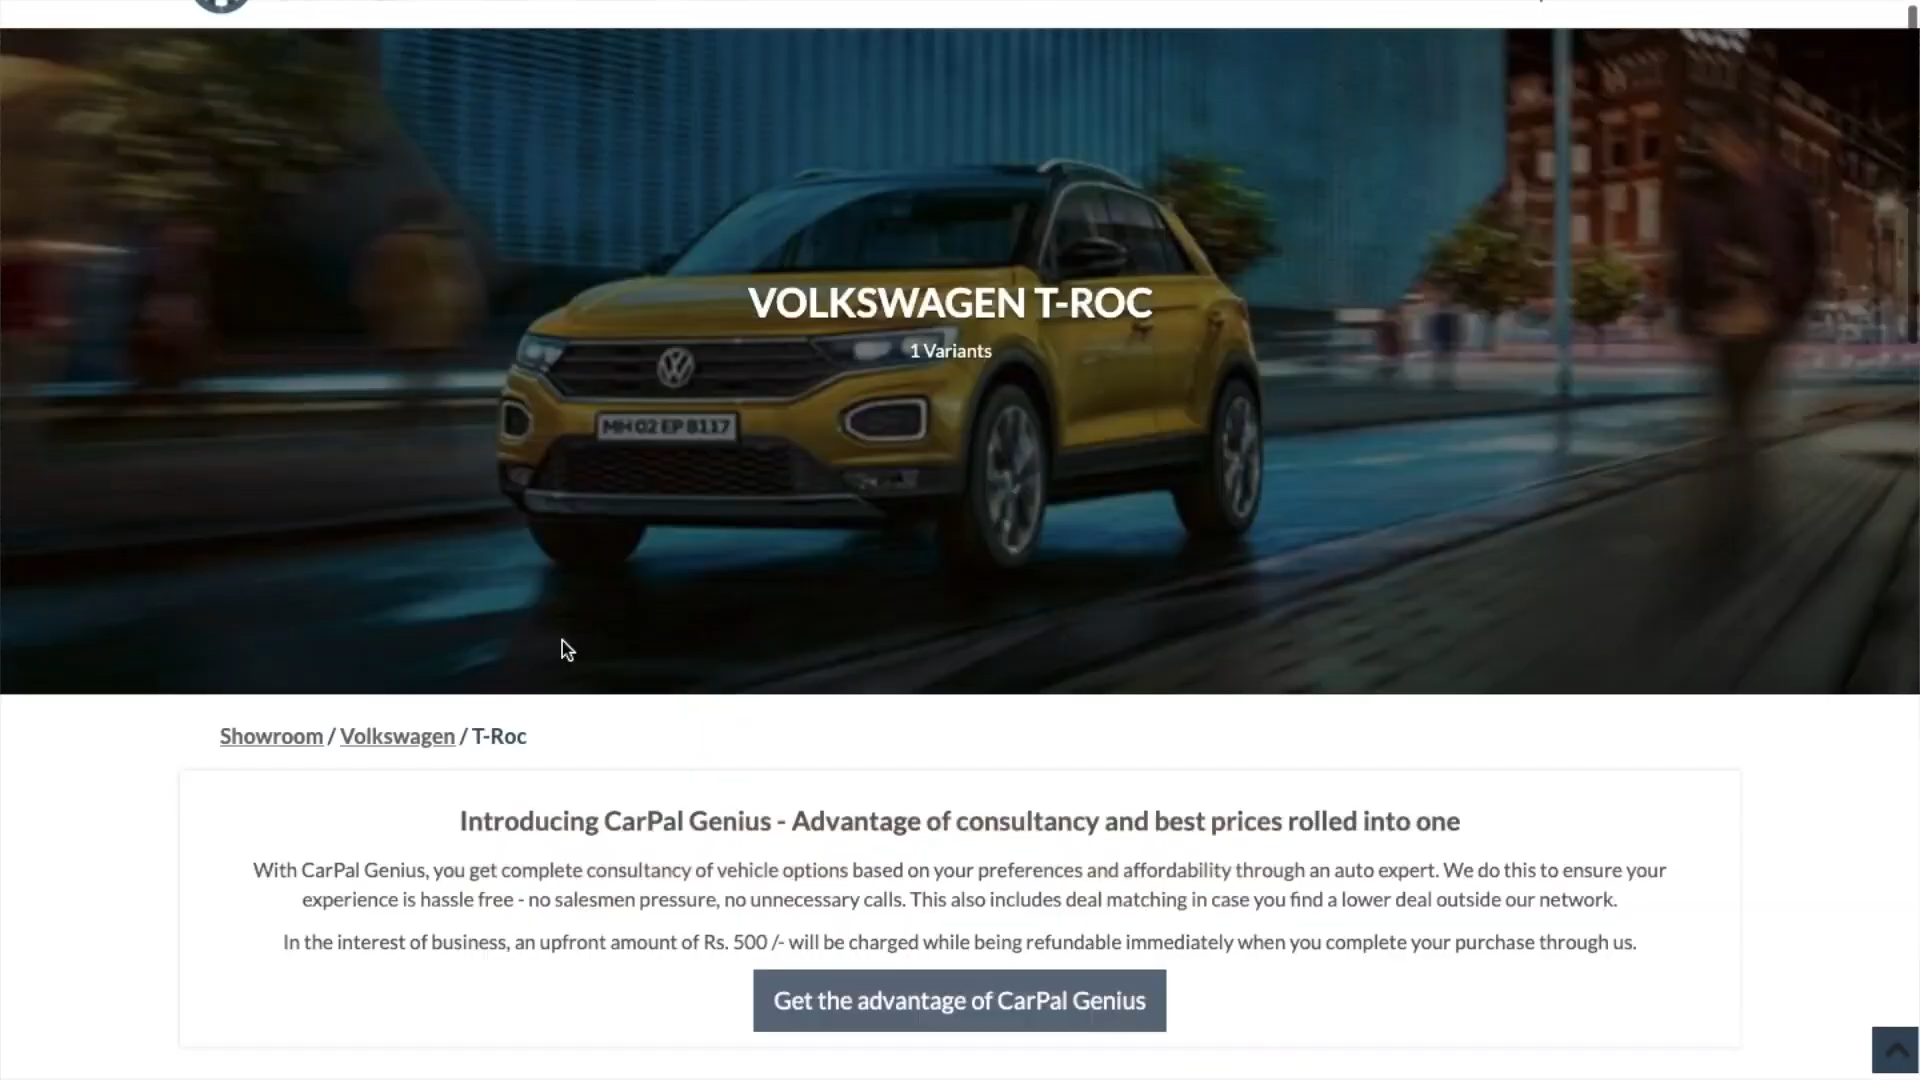 VOLKSWAGEN T-ROC
1 Variants
MH 02 EP 8117
Showroom / Volkswagen / T-Roc
Introducing CarPal Genius - Advantage of consultancy and best prices rolled into one
With CarPal Genius, you get complete consultancy of vehicle options based on your preferences and affordability through an auto expert. We do this to ensure your
experience is hassle free - no salesmen pressure, no unnecessary calls. This also includes deal matching in case you find a lower deal outside our network.
In the interest of business, an upfront amount of Rs. 500 /- will be charged while being refundable immediately when you complete your purchase through us.
Get the advantage of CarPal Genius